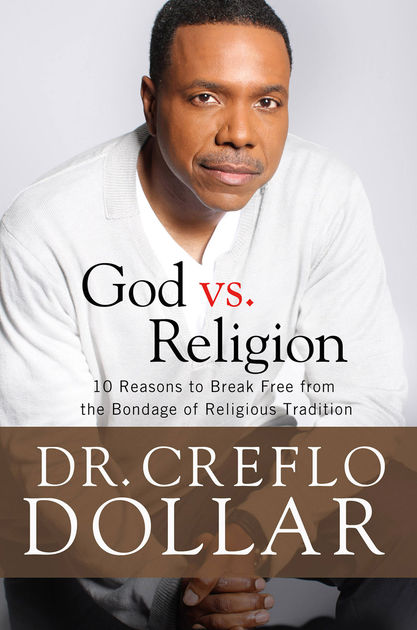 God vs.
Religion
10 Reasons to Break Free from
the Bondage of Religious Tradition
DR. CREFLO
DOLLAR